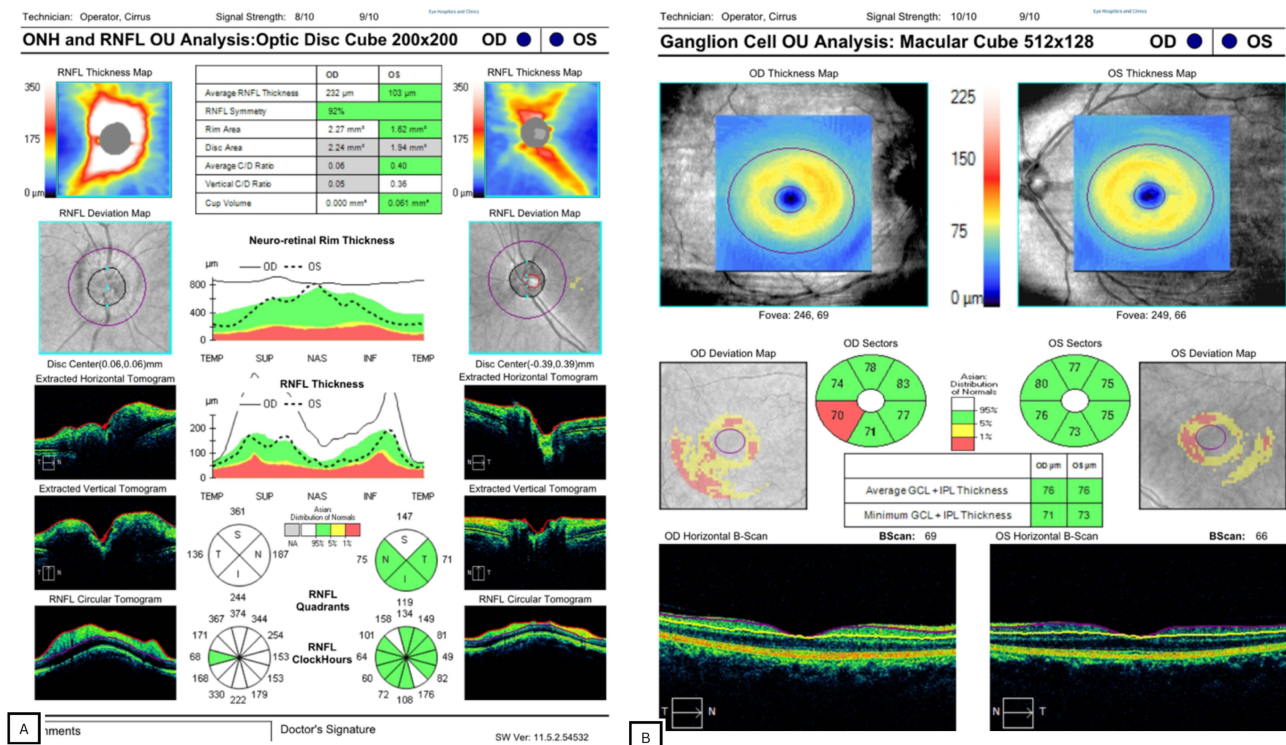 Eye Hospitals and Clinics
Technician: Operator, Cirrus Signal Strength: 8/10 9/10
ONH and RNFL OU Analysis:Optic Disc Cube 200x200 OD OS
RNFL Thickness Map
350
175
0 µm
OD OS
Average RNFL Thickness 232 µm 103 µm
RNFL Symmetry 92%
Rim Area 2.27 mm² 1.62 mm²
Disc Area 2.24 mm² 1.94 mm²
Average C/D Ratio 0.06 0.40
Vertical C/D Ratio 0.05 0.36
Cup Volume 0.000 mm³ 0.061 mm³
RNFL Thickness Map
350
175
0 µm
RNFL Deviation Map
Disc Center(0.06,0.06)mm
Neuro-retinal Rim Thickness
µm OD OS
800
400
0
TEMP SUP NAS INF TEMP
RNFL Deviation Map
Disc Center(-0.39,0.39)mm
Extracted Horizontal Tomogram
T N
RNFL Thickness
µm OD OS
200
100
0
TEMP SUP NAS INF TEMP
Extracted Horizontal Tomogram
N T
Extracted Vertical Tomogram
T N
Extracted Vertical Tomogram
T N
Asian:
Distribution of Normals
NA 95% 5% 1%
361
136 S 187
T N
I
244
147
75 S 71
N T
I
119
RNFL
Quadrants
RNFL Circular Tomogram
RNFL
ClockHours
374
367 344
171 254
68 153
168 153
330 179
222
134
158 149
101 81
64 49
60 82
72 176
108
RNFL Circular Tomogram
A
nments
Doctor's Signature
SW Ver: 11.5.2.54532
Eye Hospitals and Clinics
Technician: Operator, Cirrus Signal Strength: 10/10 9/10
Ganglion Cell OU Analysis: Macular Cube 512x128 OD OS
OD Thickness Map
OS Thickness Map
225
150
75
0 µm
Fovea: 246, 69
Fovea: 249, 66
OD Deviation Map
OD Sectors
78
74 83
70 77
71
Asian:
Distribution
of Normals
95%
5%
1%
OS Sectors
77
80 75
76 75
73
OS Deviation Map
OD µm OS µm
Average GCL + IPL Thickness 76 76
Minimum GCL + IPL Thickness 71 73
OD Horizontal B-Scan BScan: 69
T N
OS Horizontal B-Scan BScan: 66
N T
B